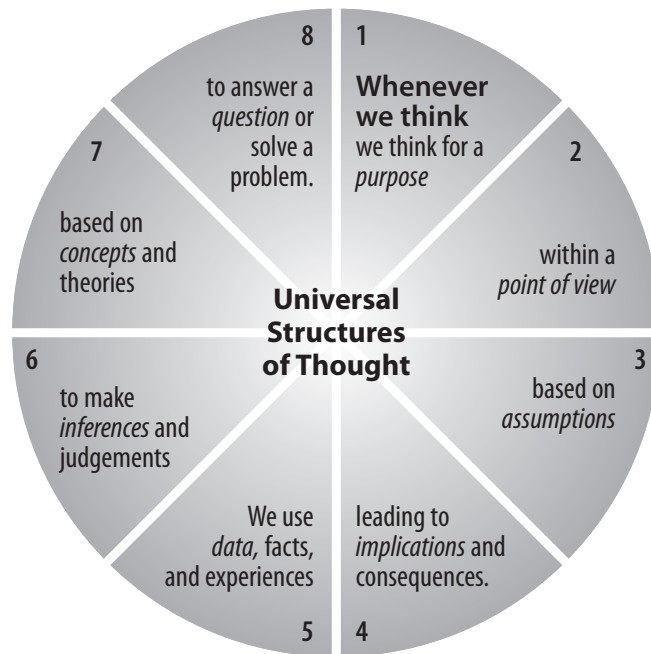 Universal
Structures
of Thought
1
Whenever
we think
we think for a
purpose
2
within a
point of view
3
based on
assumptions
4
leading to
implications and
consequences.
5
We use
data, facts,
and experiences
6
to make
inferences and
judgements
7
based on
concepts and
theories
8
to answer a
question or
solve a
problem.